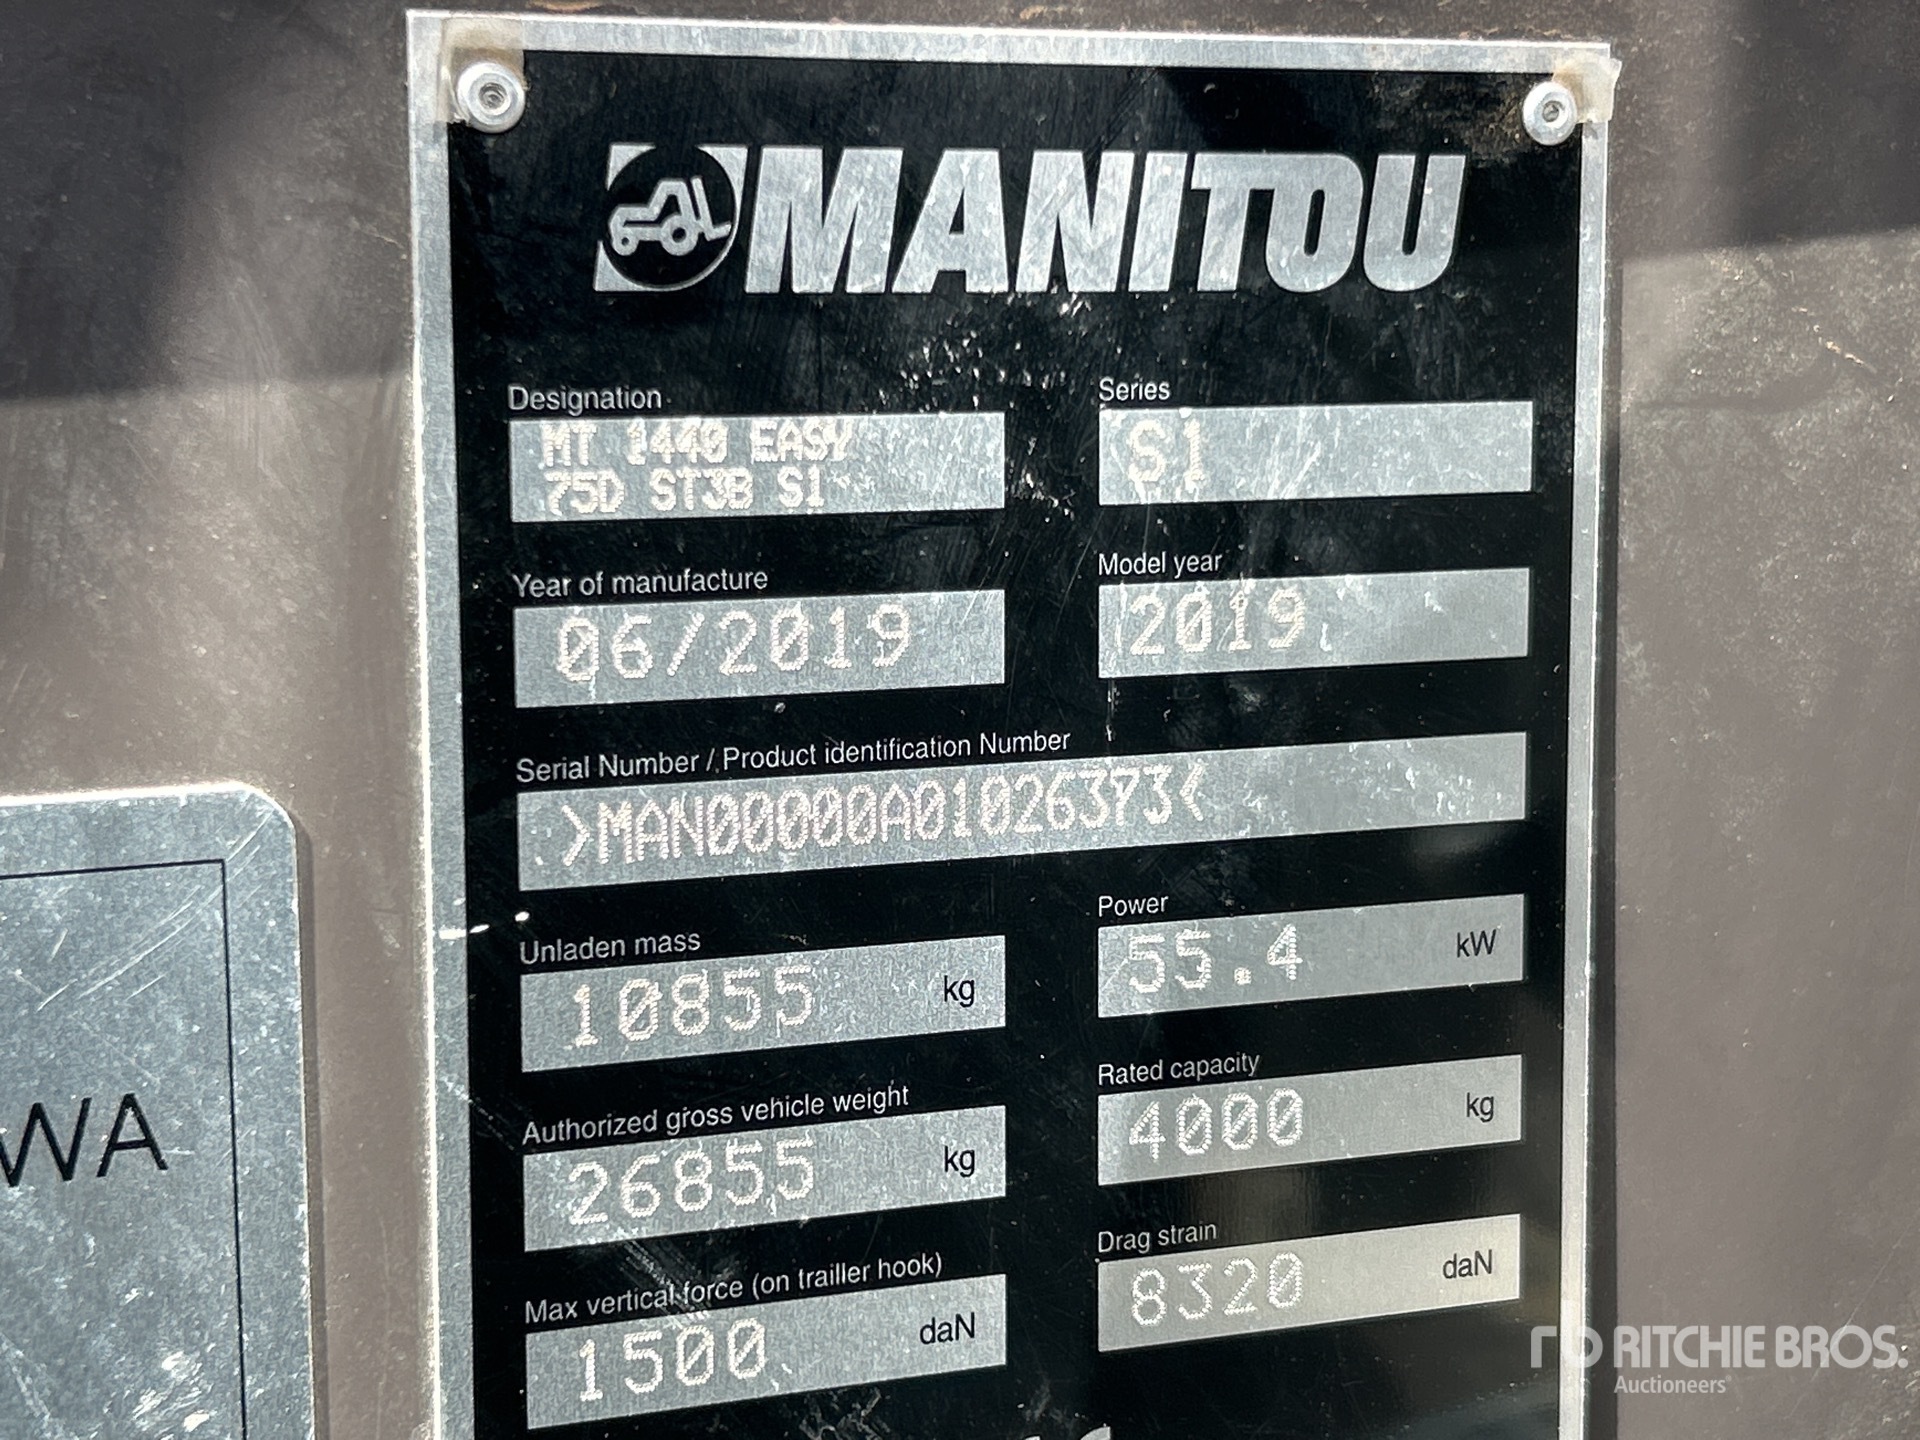 MANITOU
Designation
MT 1440 EASY
75D ST3B S1
Series
S1
Year of manufacture
06/2019
Model year
2019
Serial Number / Product identification Number
>MAN00000A01026373<
Unladen mass
10855 kg
Power
55.4 kW
Authorized gross vehicle weight
26855 kg
Rated capacity
4000 kg
Max vertical force (on trailler hook)
1500 daN
Drag strain
8320 daN
WA
RITCHIE BROS.
Auctioneers